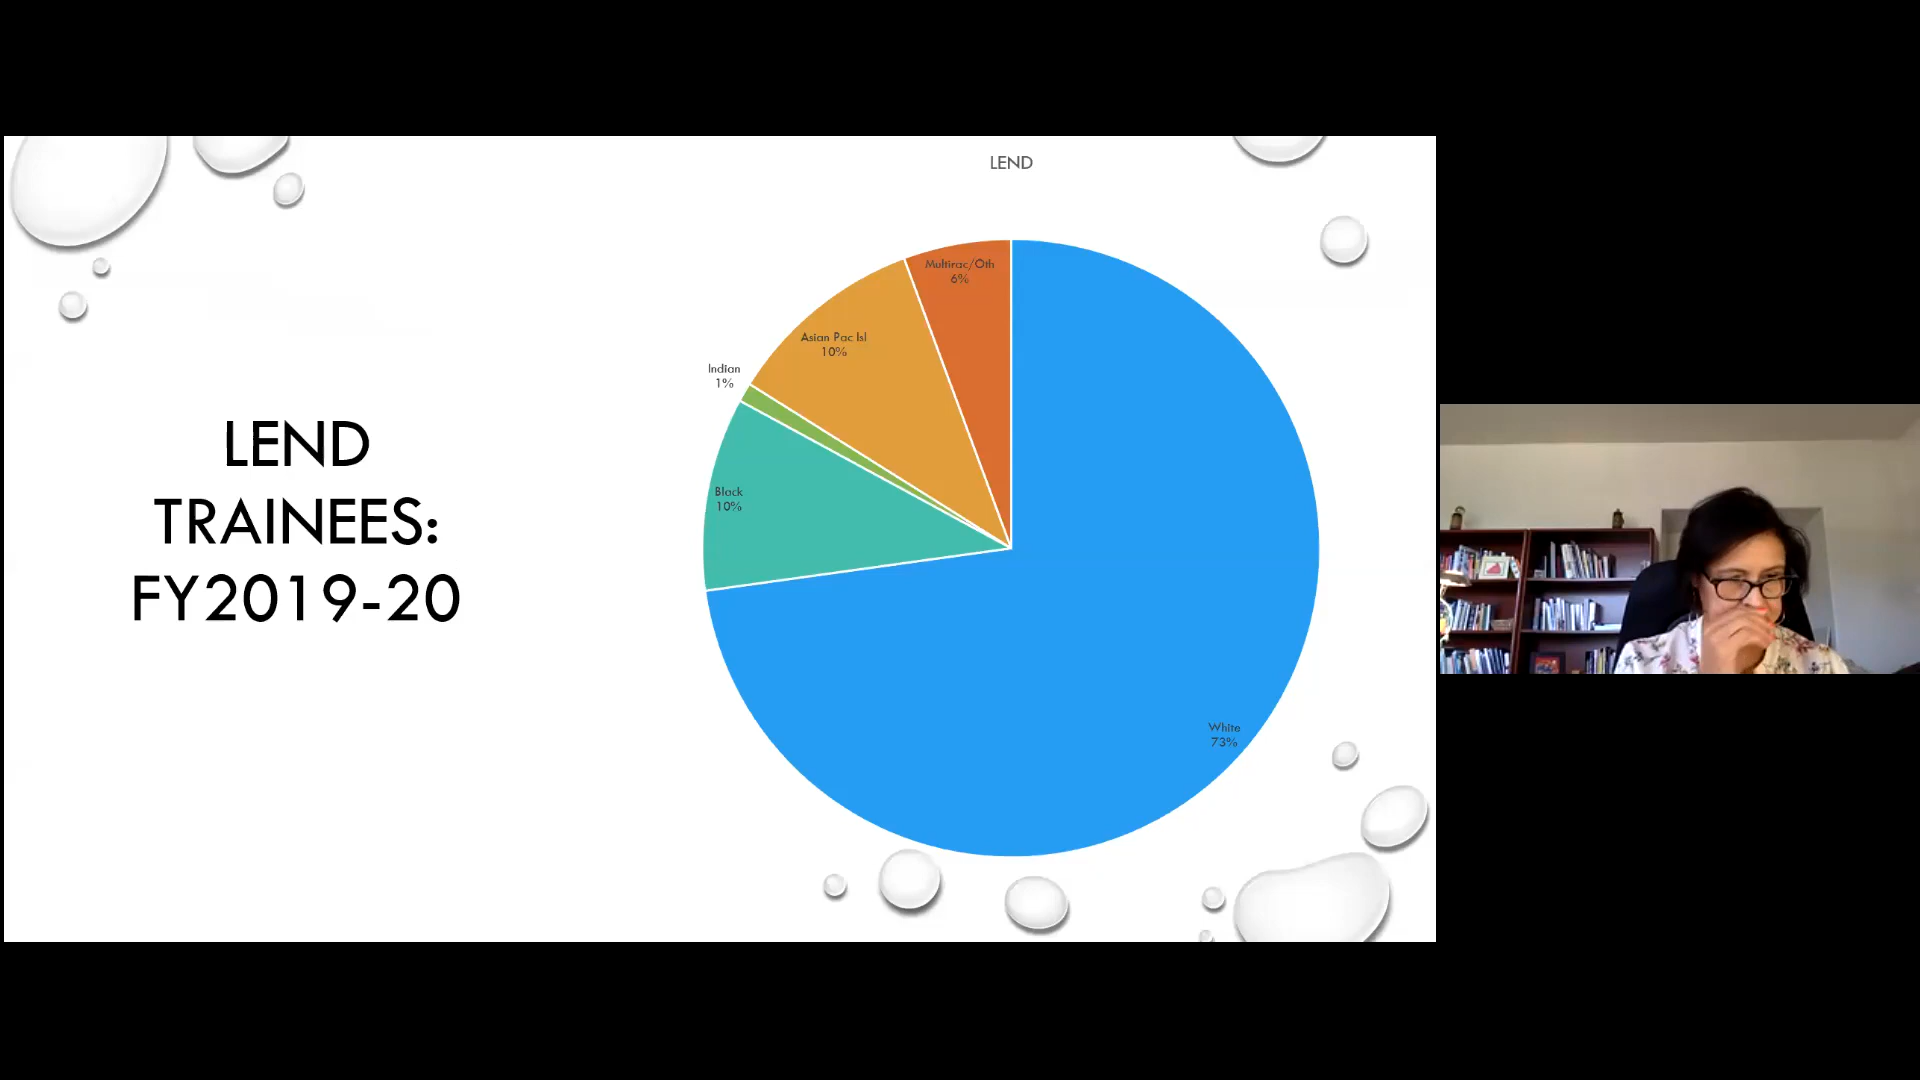 LEND
TRAINEES:
FY2019-20
LEND
Multirac/Oth
6%
Asian Pac Isl
10%
Indian
1%
Black
10%
White
73%